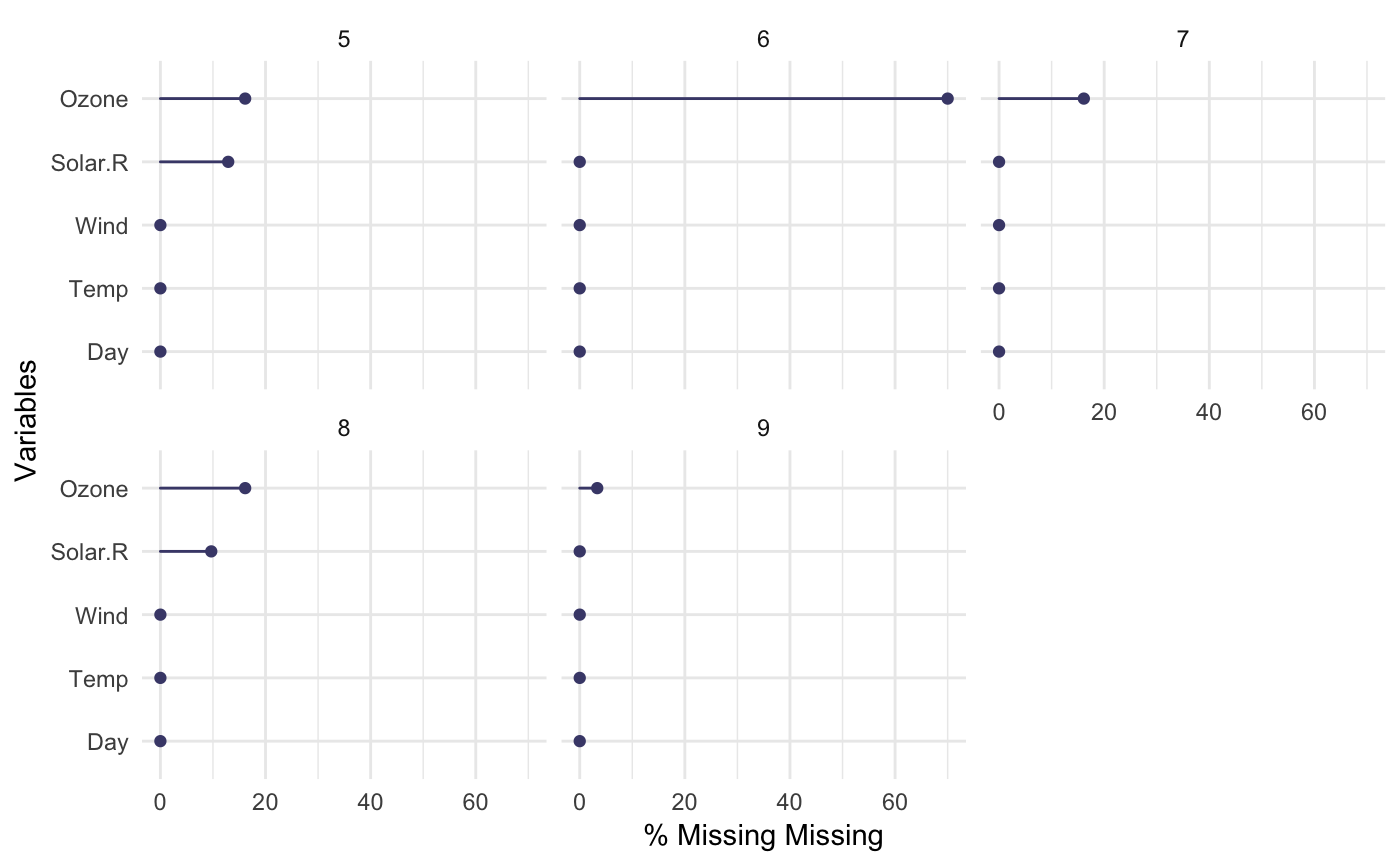 5 6 7
Ozone
Solar.R
Wind
Temp
Day
0 20 40 60
Variables
8 9
Ozone
Solar.R
Wind
Temp
Day
0 20 40 60 0 20 40 60
% Missing Missing